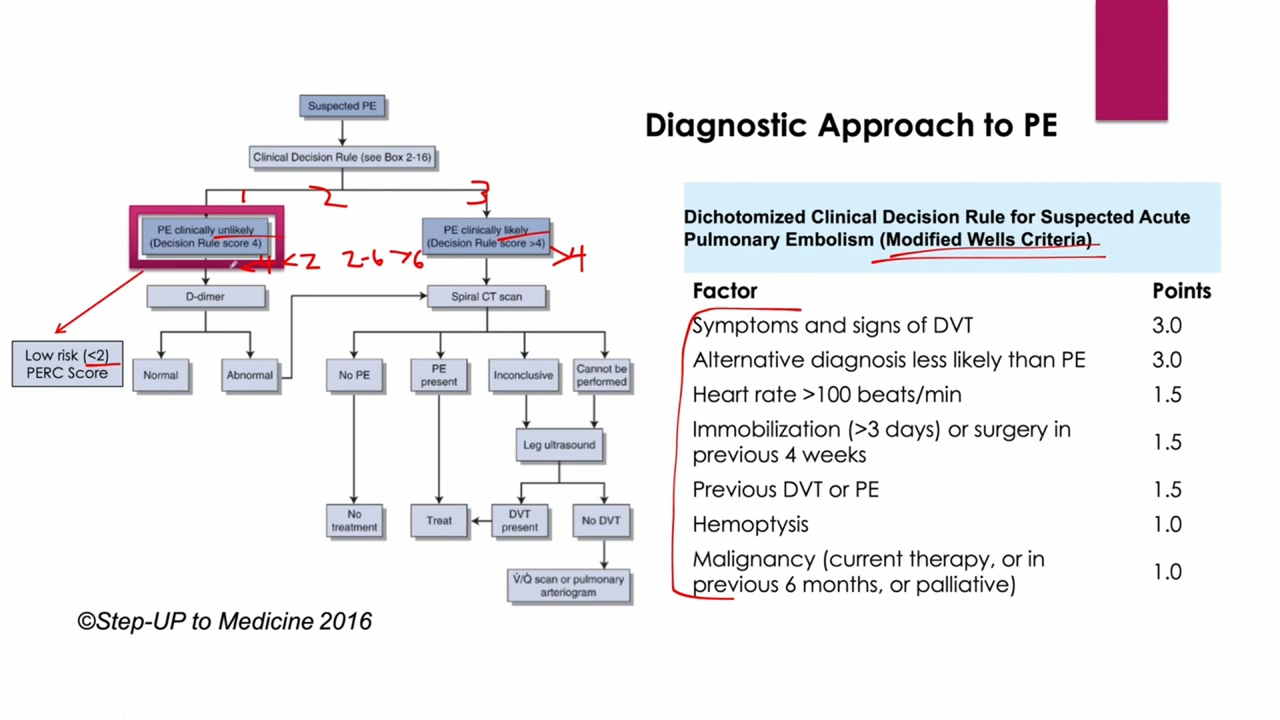 Diagnostic Approach to PE
Suspected PE
Clinical Decision Rule (see Box 2-16)
1 2 3
PE clinically unlikely
(Decision Rule score 4)
PE clinically likely
(Decision Rule score >4)
<4 <2 2-6 >6 >4
D-dimer
Spiral CT scan
Low risk (<2)
PERC Score
Normal
Abnormal
No PE
PE
present
Inconclusive
Cannot be
performed
Leg ultrasound
No
treatment
Treat
DVT
present
No DVT
V̇/Q̇ scan or pulmonary
arteriogram
©Step-UP to Medicine 2016
Dichotomized Clinical Decision Rule for Suspected Acute
Pulmonary Embolism (Modified Wells Criteria)
Factor Points
Symptoms and signs of DVT 3.0
Alternative diagnosis less likely than PE 3.0
Heart rate >100 beats/min 1.5
Immobilization (>3 days) or surgery in
previous 4 weeks 1.5
Previous DVT or PE 1.5
Hemoptysis 1.0
Malignancy (current therapy, or in
previous 6 months, or palliative) 1.0